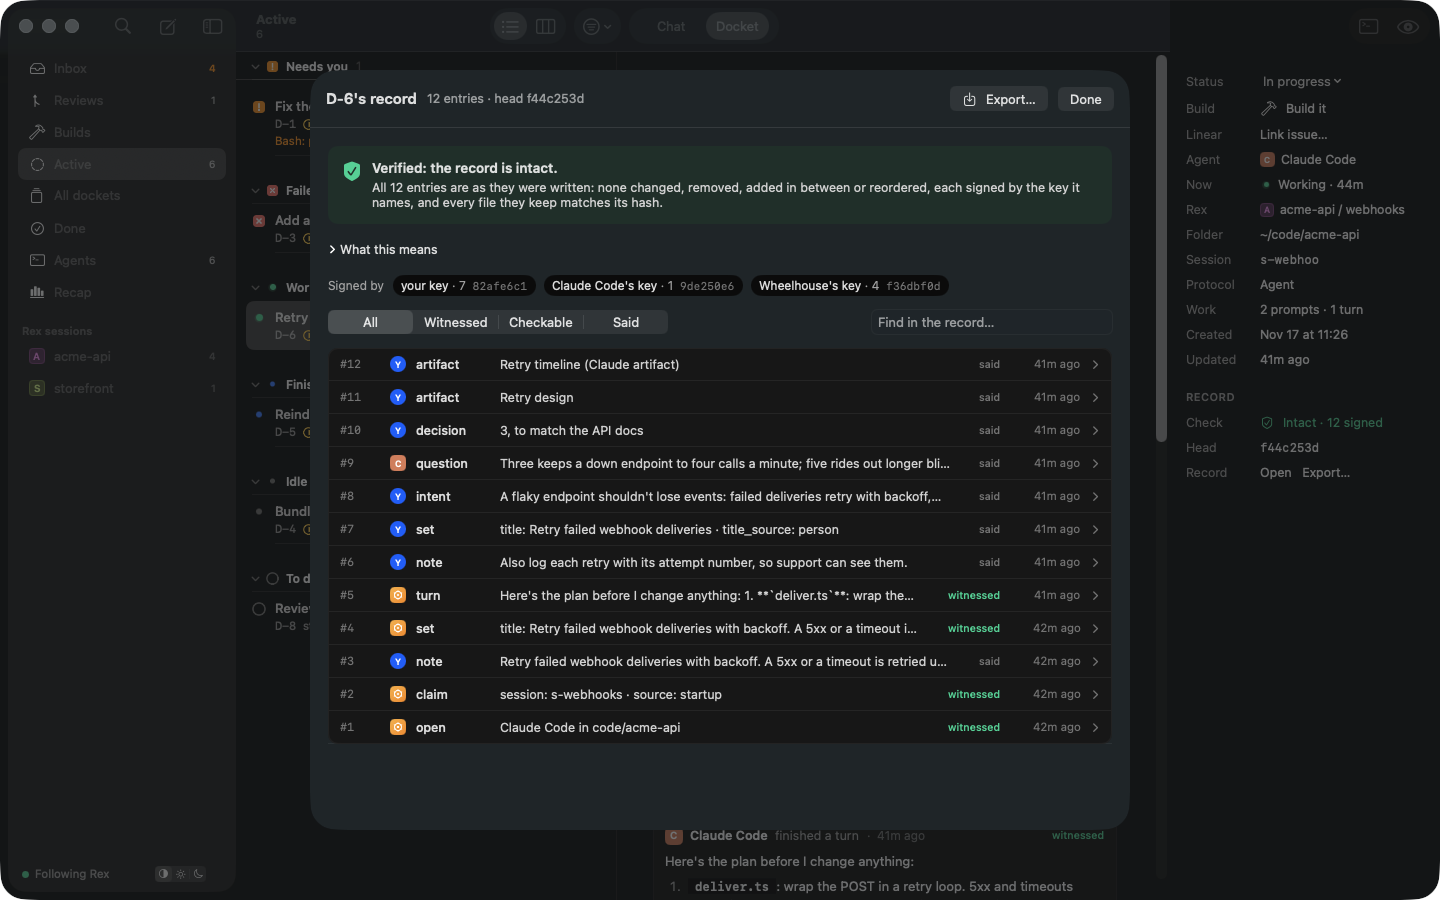 Active
6
Chat
Docket
Inbox 4
Reviews 1
Builds
Active 6
All dockets
Done
Agents 6
Recap
Rex sessions
A acme-api 4
S storefront 1
Following Rex
Needs you 1
Fix the
D-1
Bash:
Faile
Add a
D-3
Wor
Retry
D-6
Finis
Reind
D-5
Idle
Bundl
D-4
To d
Revie
D-8
D-6's record 12 entries · head f44c253d
Export...
Done
Verified: the record is intact.
All 12 entries are as they were written: none changed, removed, added in between or reordered, each signed by the key it
names, and every file they keep matches its hash.
What this means
Signed by your key · 7 82afe6c1 Claude Code's key · 1 9de250e6 Wheelhouse's key · 4 f36dbf0d
All Witnessed Checkable Said
Find in the record...
#12 Y artifact Retry timeline (Claude artifact) said 41m ago
#11 Y artifact Retry design said 41m ago
#10 Y decision 3, to match the API docs said 41m ago
#9 C question Three keeps a down endpoint to four calls a minute; five rides out longer bli... said 41m ago
#8 Y intent A flaky endpoint shouldn't lose events: failed deliveries retry with backoff,... said 41m ago
#7 Y set title: Retry failed webhook deliveries · title_source: person said 41m ago
#6 Y note Also log each retry with its attempt number, so support can see them. said 41m ago
#5 turn Here's the plan before I change anything: 1. **`deliver.ts`**: wrap the... witnessed 41m ago
#4 set title: Retry failed webhook deliveries with backoff. A 5xx or a timeout i... witnessed 42m ago
#3 Y note Retry failed webhook deliveries with backoff. A 5xx or a timeout is retried u... said 42m ago
#2 claim session: s-webhooks · source: startup witnessed 42m ago
#1 open Claude Code in code/acme-api witnessed 42m ago
C Claude Code finished a turn · 41m ago witnessed
Here's the plan before I change anything:
1. deliver.ts : wrap the POST in a retry loop. 5xx and timeouts
Status In progress
Build Build it
Linear Link issue...
Agent C Claude Code
Now Working · 44m
Rex A acme-api / webhooks
Folder ~/code/acme-api
Session s-webhoo
Protocol Agent
Work 2 prompts · 1 turn
Created Nov 17 at 11:26
Updated 41m ago
RECORD
Check Intact · 12 signed
Head f44c253d
Record Open Export...